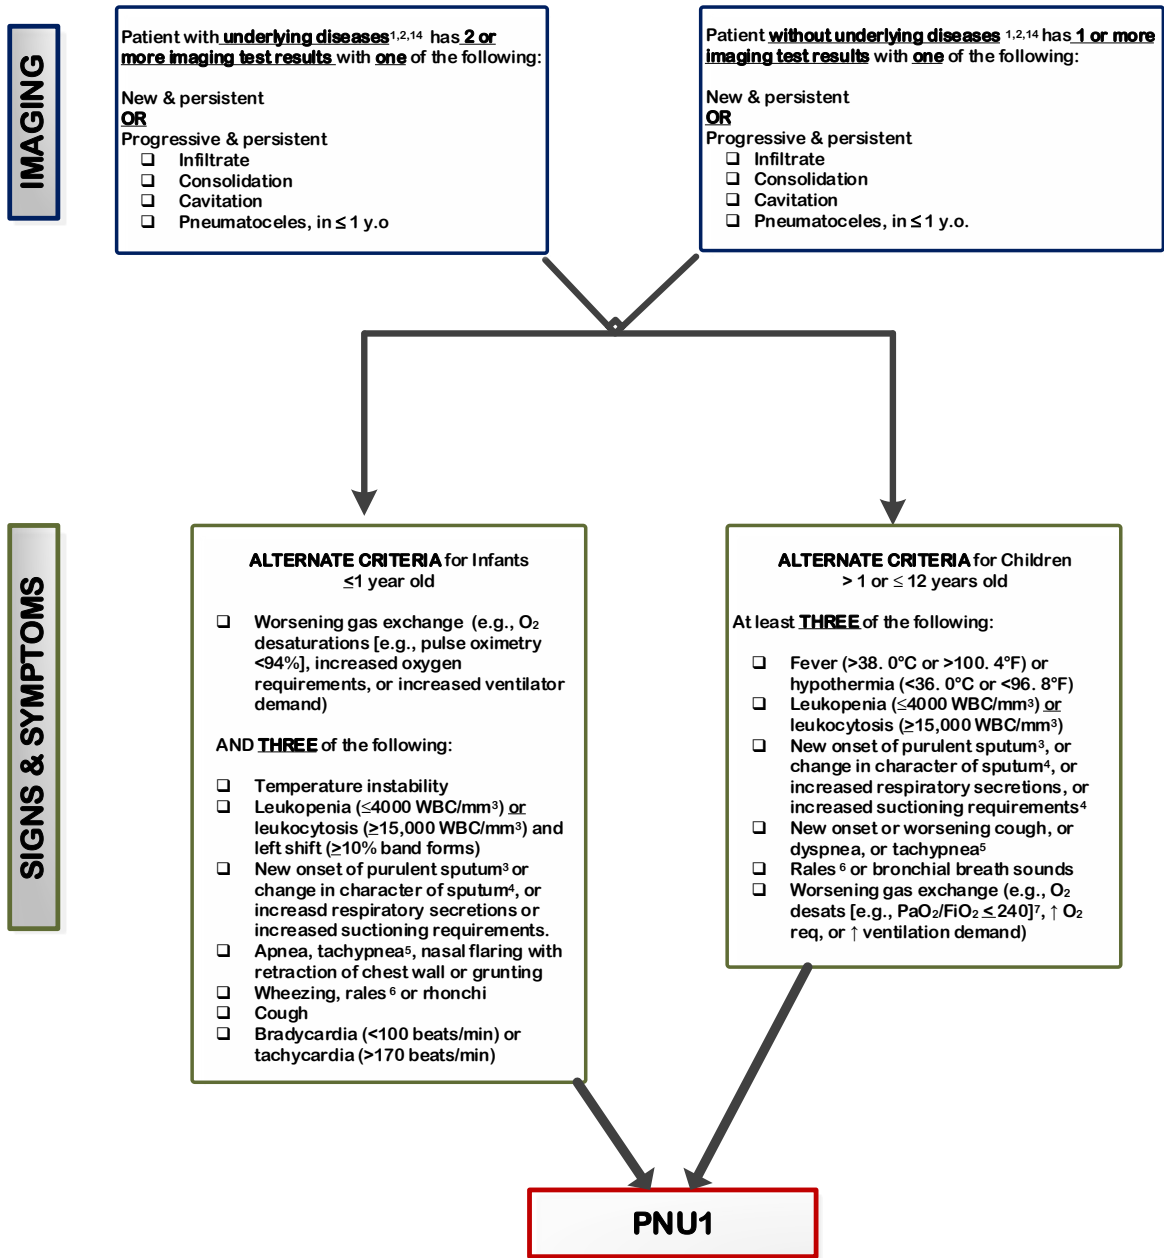 IMAGING
Patient with underlying diseases1,2,14 has 2 or
more imaging test results with one of the following:
New & persistent
OR
Progressive & persistent
❑ Infiltrate
❑ Consolidation
❑ Cavitation
❑ Pneumatoceles, in ≤ 1 y.o
Patient without underlying diseases 1,2,14 has 1 or more
imaging test results with one of the following:
New & persistent
OR
Progressive & persistent
❑ Infiltrate
❑ Consolidation
❑ Cavitation
❑ Pneumatoceles, in ≤ 1 y.o.
SIGNS & SYMPTOMS
ALTERNATE CRITERIA for Infants
≤1 year old
❑ Worsening gas exchange (e.g., O2
desaturations [e.g., pulse oximetry
<94%], increased oxygen
requirements, or increased ventilator
demand)
AND THREE of the following:
❑ Temperature instability
❑ Leukopenia (≤4000 WBC/mm3) or
leukocytosis (≥15,000 WBC/mm3) and
left shift (≥10% band forms)
❑ New onset of purulent sputum3 or
change in character of sputum4, or
increasd respiratory secretions or
increased suctioning requirements.
❑ Apnea, tachypnea5, nasal flaring with
retraction of chest wall or grunting
❑ Wheezing, rales 6 or rhonchi
❑ Cough
❑ Bradycardia (<100 beats/min) or
tachycardia (>170 beats/min)
ALTERNATE CRITERIA for Children
> 1 or ≤ 12 years old
At least THREE of the following:
❑ Fever (>38. 0°C or >100. 4°F) or
hypothermia (<36. 0°C or <96. 8°F)
❑ Leukopenia (≤4000 WBC/mm3) or
leukocytosis (≥15,000 WBC/mm3)
❑ New onset of purulent sputum3, or
change in character of sputum4, or
increased respiratory secretions, or
increased suctioning requirements4
❑ New onset or worsening cough, or
dyspnea, or tachypnea5
❑ Rales 6 or bronchial breath sounds
❑ Worsening gas exchange (e.g., O2
desats [e.g., PaO2/FiO2 ≤ 240]7, ↑ O2
req, or ↑ ventilation demand)
PNU1